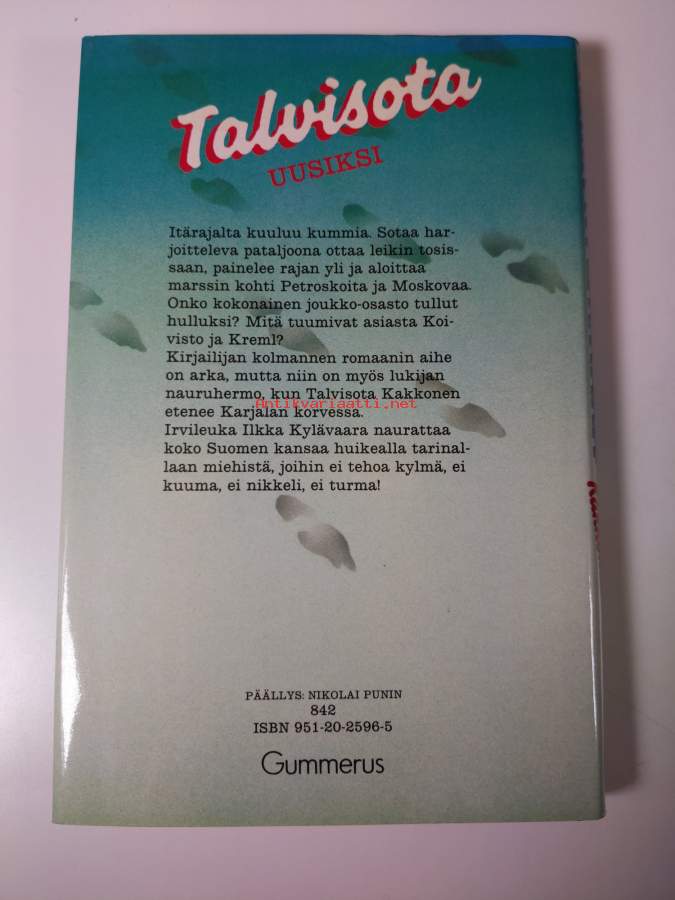 Talvisota
UUSIKSI
Itärajalta kuuluu kummia. Sotaa har-
joitteleva pataljoona ottaa leikin tosis-
saan, painelee rajan yli ja aloittaa
marssin kohti Petroskoita ja Moskovaa.
Onko kokonainen joukko-osasto tullut
hulluksi? Mitä tuumivat asiasta Koi-
visto ja Kreml?
Kirjailijan kolmannen romaanin aihe
on arka, mutta niin on myös lukijan
nauruhermo, kun Talvisota Kakkonen
Antikvariaatti.net
etenee Karjalan korvessa.
Irvileuka Ilkka Kylävaara naurattaa
koko Suomen kansaa huikealla tarinal-
laan miehistä, joihin ei tehoa kylmä, ei
kuuma, ei nikkeli, ei turma!
PÄÄLLYS: NIKOLAI PUNIN
842
ISBN 951-20-2596-5
Gummerus